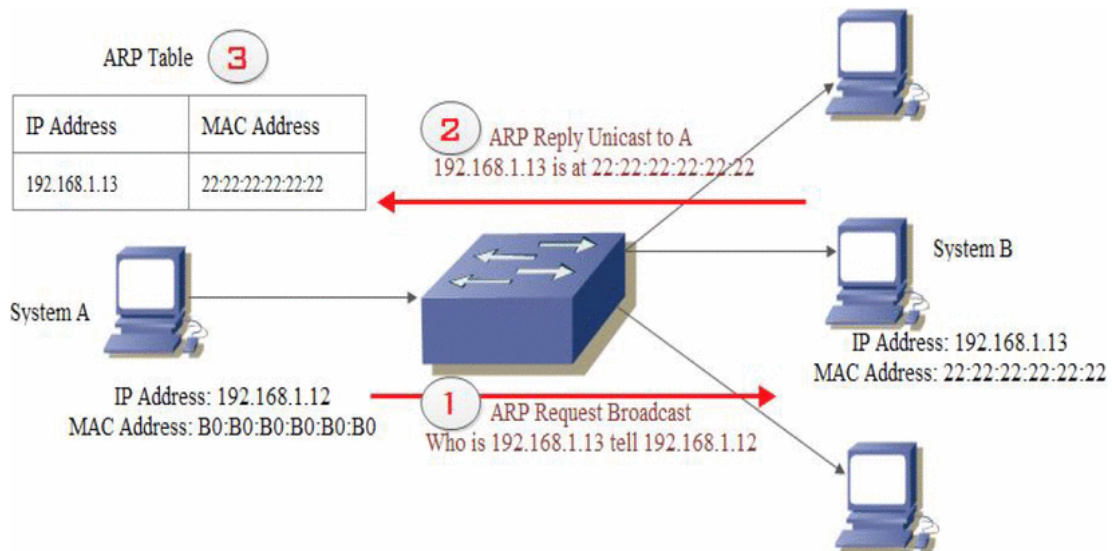 ARP Table 3
IP Address MAC Address
192.168.1.13 22:22:22:22:22:22
2 ARP Reply Unicast to A
192.168.1.13 is at 22:22:22:22:22:22
System A
IP Address: 192.168.1.12
MAC Address: B0:B0:B0:B0:B0:B0
System B
IP Address: 192.168.1.13
MAC Address: 22:22:22:22:22:22
1 ARP Request Broadcast
Who is 192.168.1.13 tell 192.168.1.12